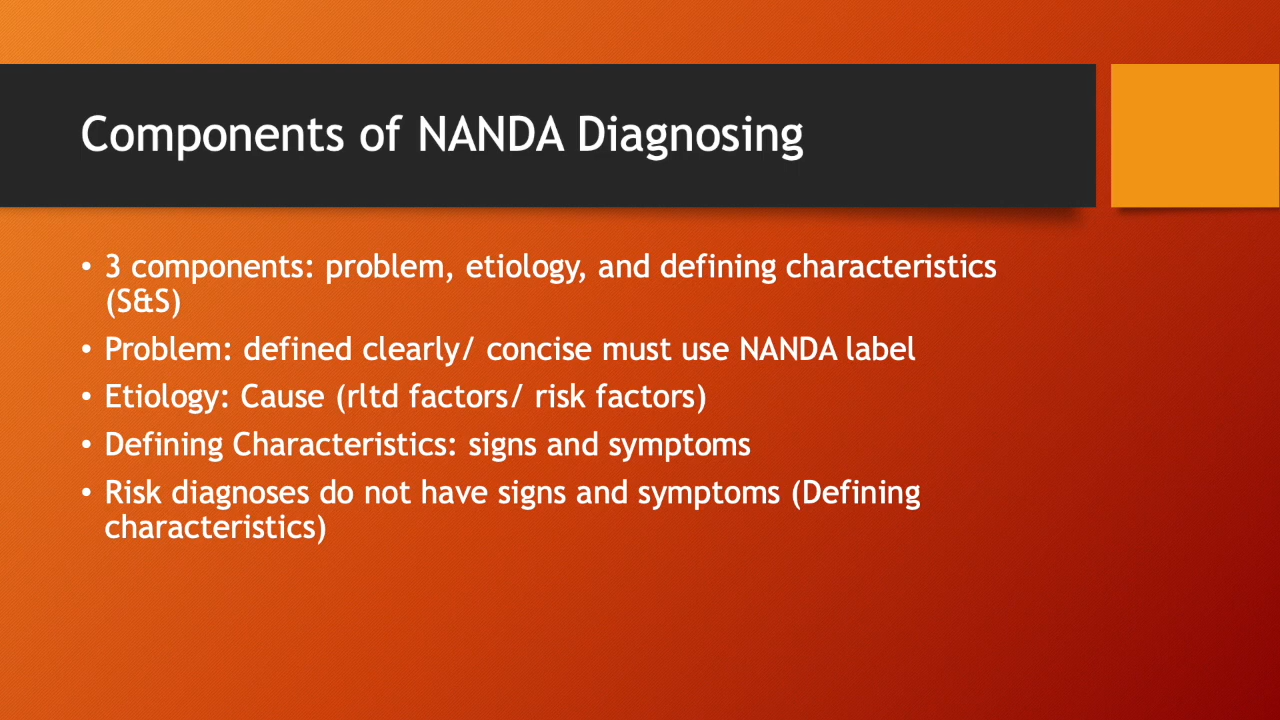 Components of NANDA Diagnosing
• 3 components: problem, etiology, and defining characteristics
(S&S)
• Problem: defined clearly/ concise must use NANDA label
• Etiology: Cause (rltd factors/ risk factors)
• Defining Characteristics: signs and symptoms
• Risk diagnoses do not have signs and symptoms (Defining
characteristics)